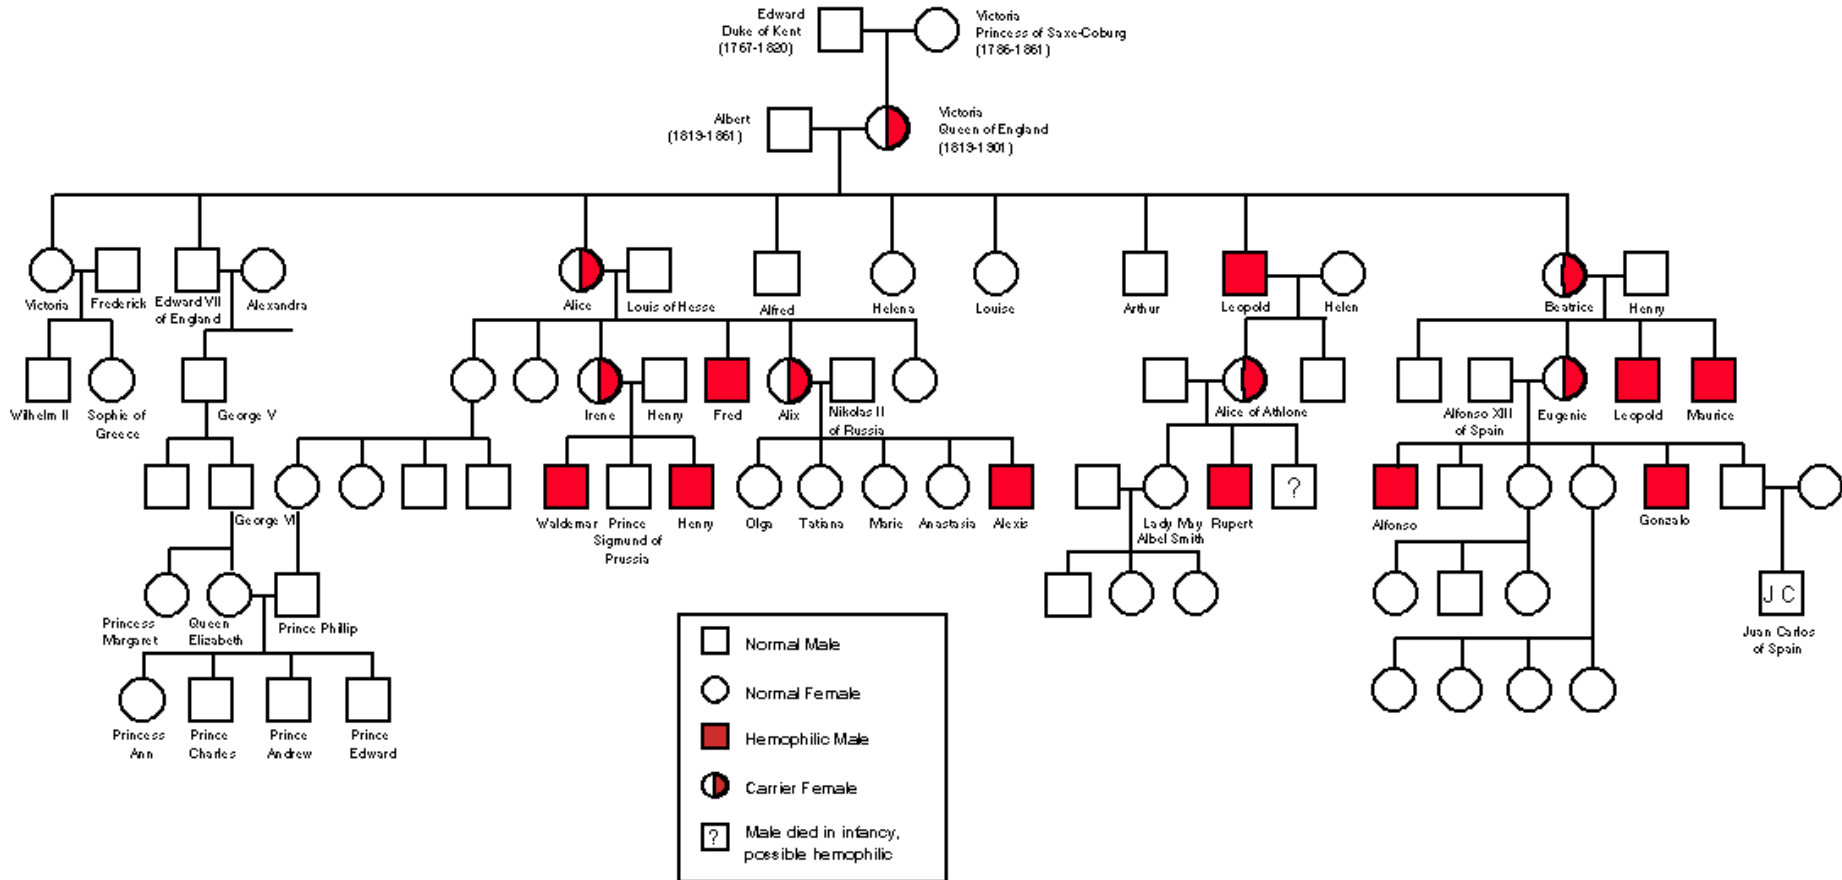 Edward
Duke of Kent
(1767-1820)
Victoria
Princess of Saxe-Coburg
(1786-1861)
Albert
(1819-1861)
Victoria
Queen of England
(1819-1901)
Victoria
Frederick
Edward VII
of England
Alexandra
Alice
Louis of Hesse
Alfred
Helena
Louise
Arthur
Leopold
Helen
Beatrice
Henry
Wilhelm II
Sophie of
Greece
George V
Irene
Henry
Fred
Alix
Nikolas II
of Russia
Alice of Athlone
Alfonso XIII
of Spain
Eugenie
Leopold
Maurice
George VI
Waldemar
Prince
Sigmund of
Prussia
Henry
Olga
Tatiana
Marie
Anastasia
Alexis
Lady May
Albel Smith
Rupert
?
Alfonso
Gonzalo
Princess
Margaret
Queen
Elizabeth
Prince Phillip
J C
Juan Carlos
of Spain
Princess
Ann
Prince
Charles
Prince
Andrew
Prince
Edward
Normal Male
Normal Female
Hemophilic Male
Carrier Female
?
Male died in infancy,
possible hemophilic